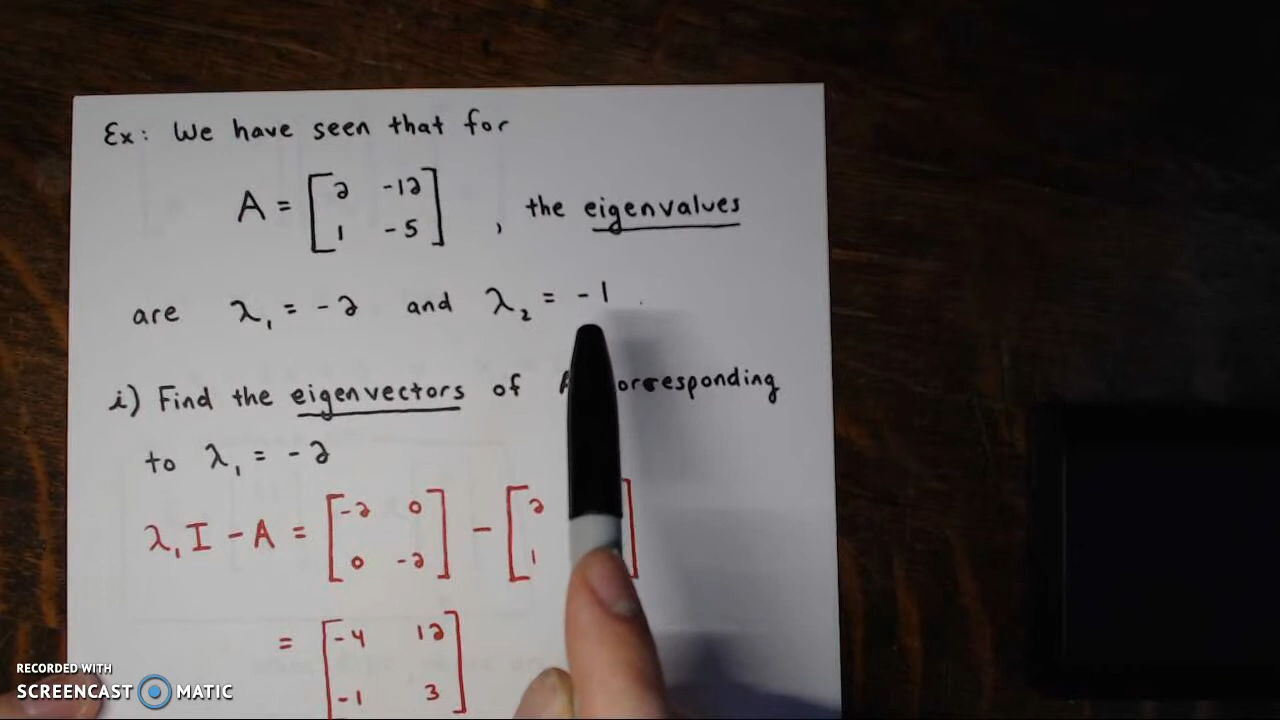 Ex: We have seen that for
A = [2 -12
1 -5] , the eigenvalues
are λ₁ = -2 and λ₂ = -1
i) Find the eigenvectors of corresponding
to λ₁ = -2
λ₁I - A = [-2 0
0 -2] - [2
1 ]
= [-4 12
-1 3]
RECORDED WITH
SCREENCAST MATIC